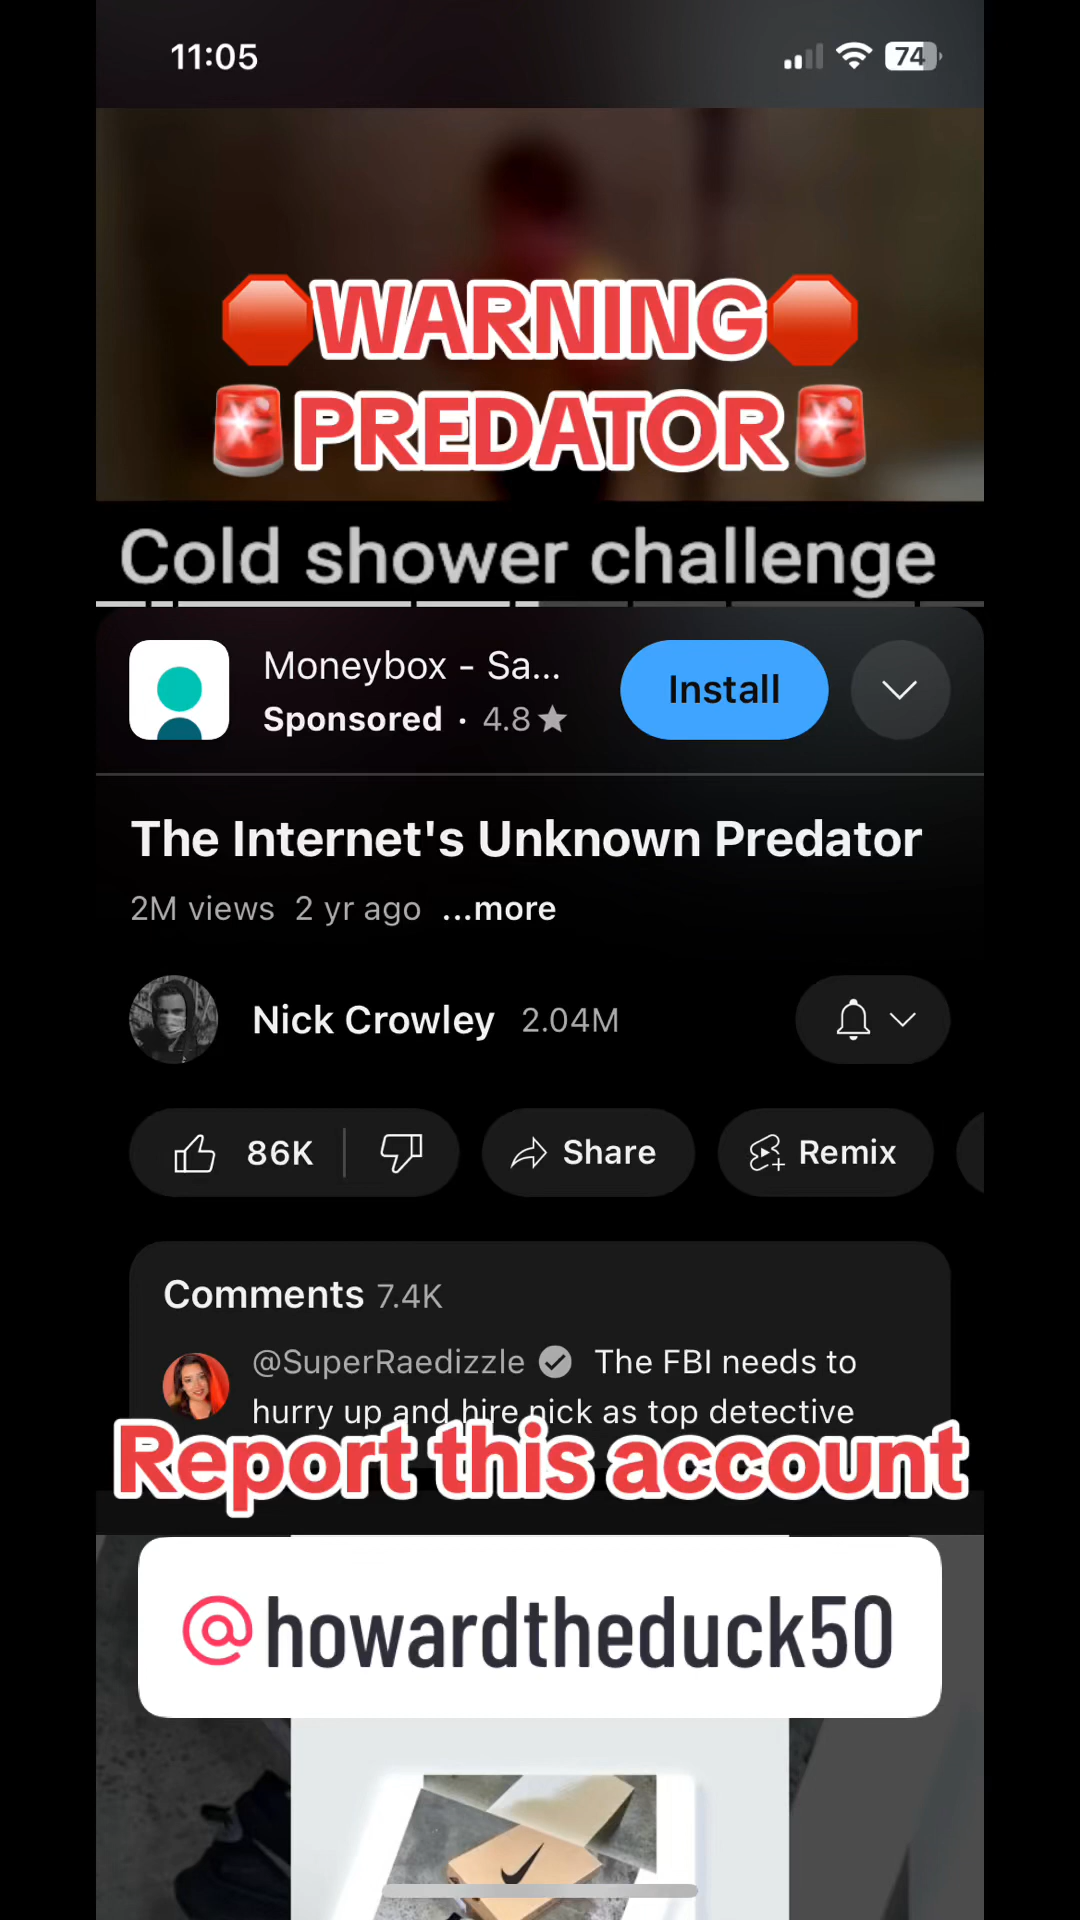 11:05
74
🛑WARNING🛑
🚨PREDATOR🚨
Cold shower challenge
Moneybox - Sa...
Sponsored · 4.8★
Install
The Internet's Unknown Predator
2M views 2 yr ago ...more
Nick Crowley 2.04M
86K
Share
Remix
Comments 7.4K
@SuperRaedizzle The FBI needs to
hurry up and hire nick as top detective
Report this account
@howardtheduck50